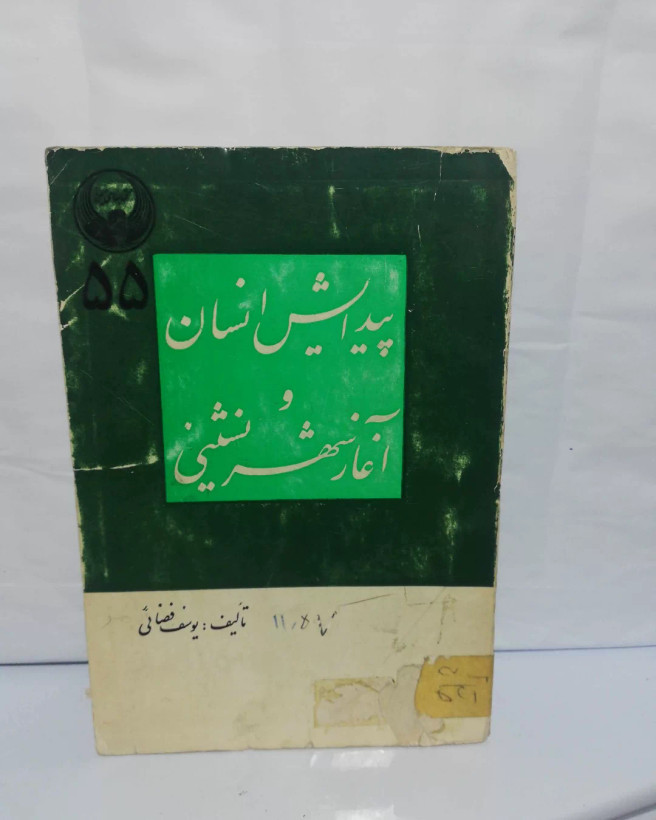 ۵۵
پیدایش انسان
و
آغاز شهرنشینی
تألیف : یوسف فضائی